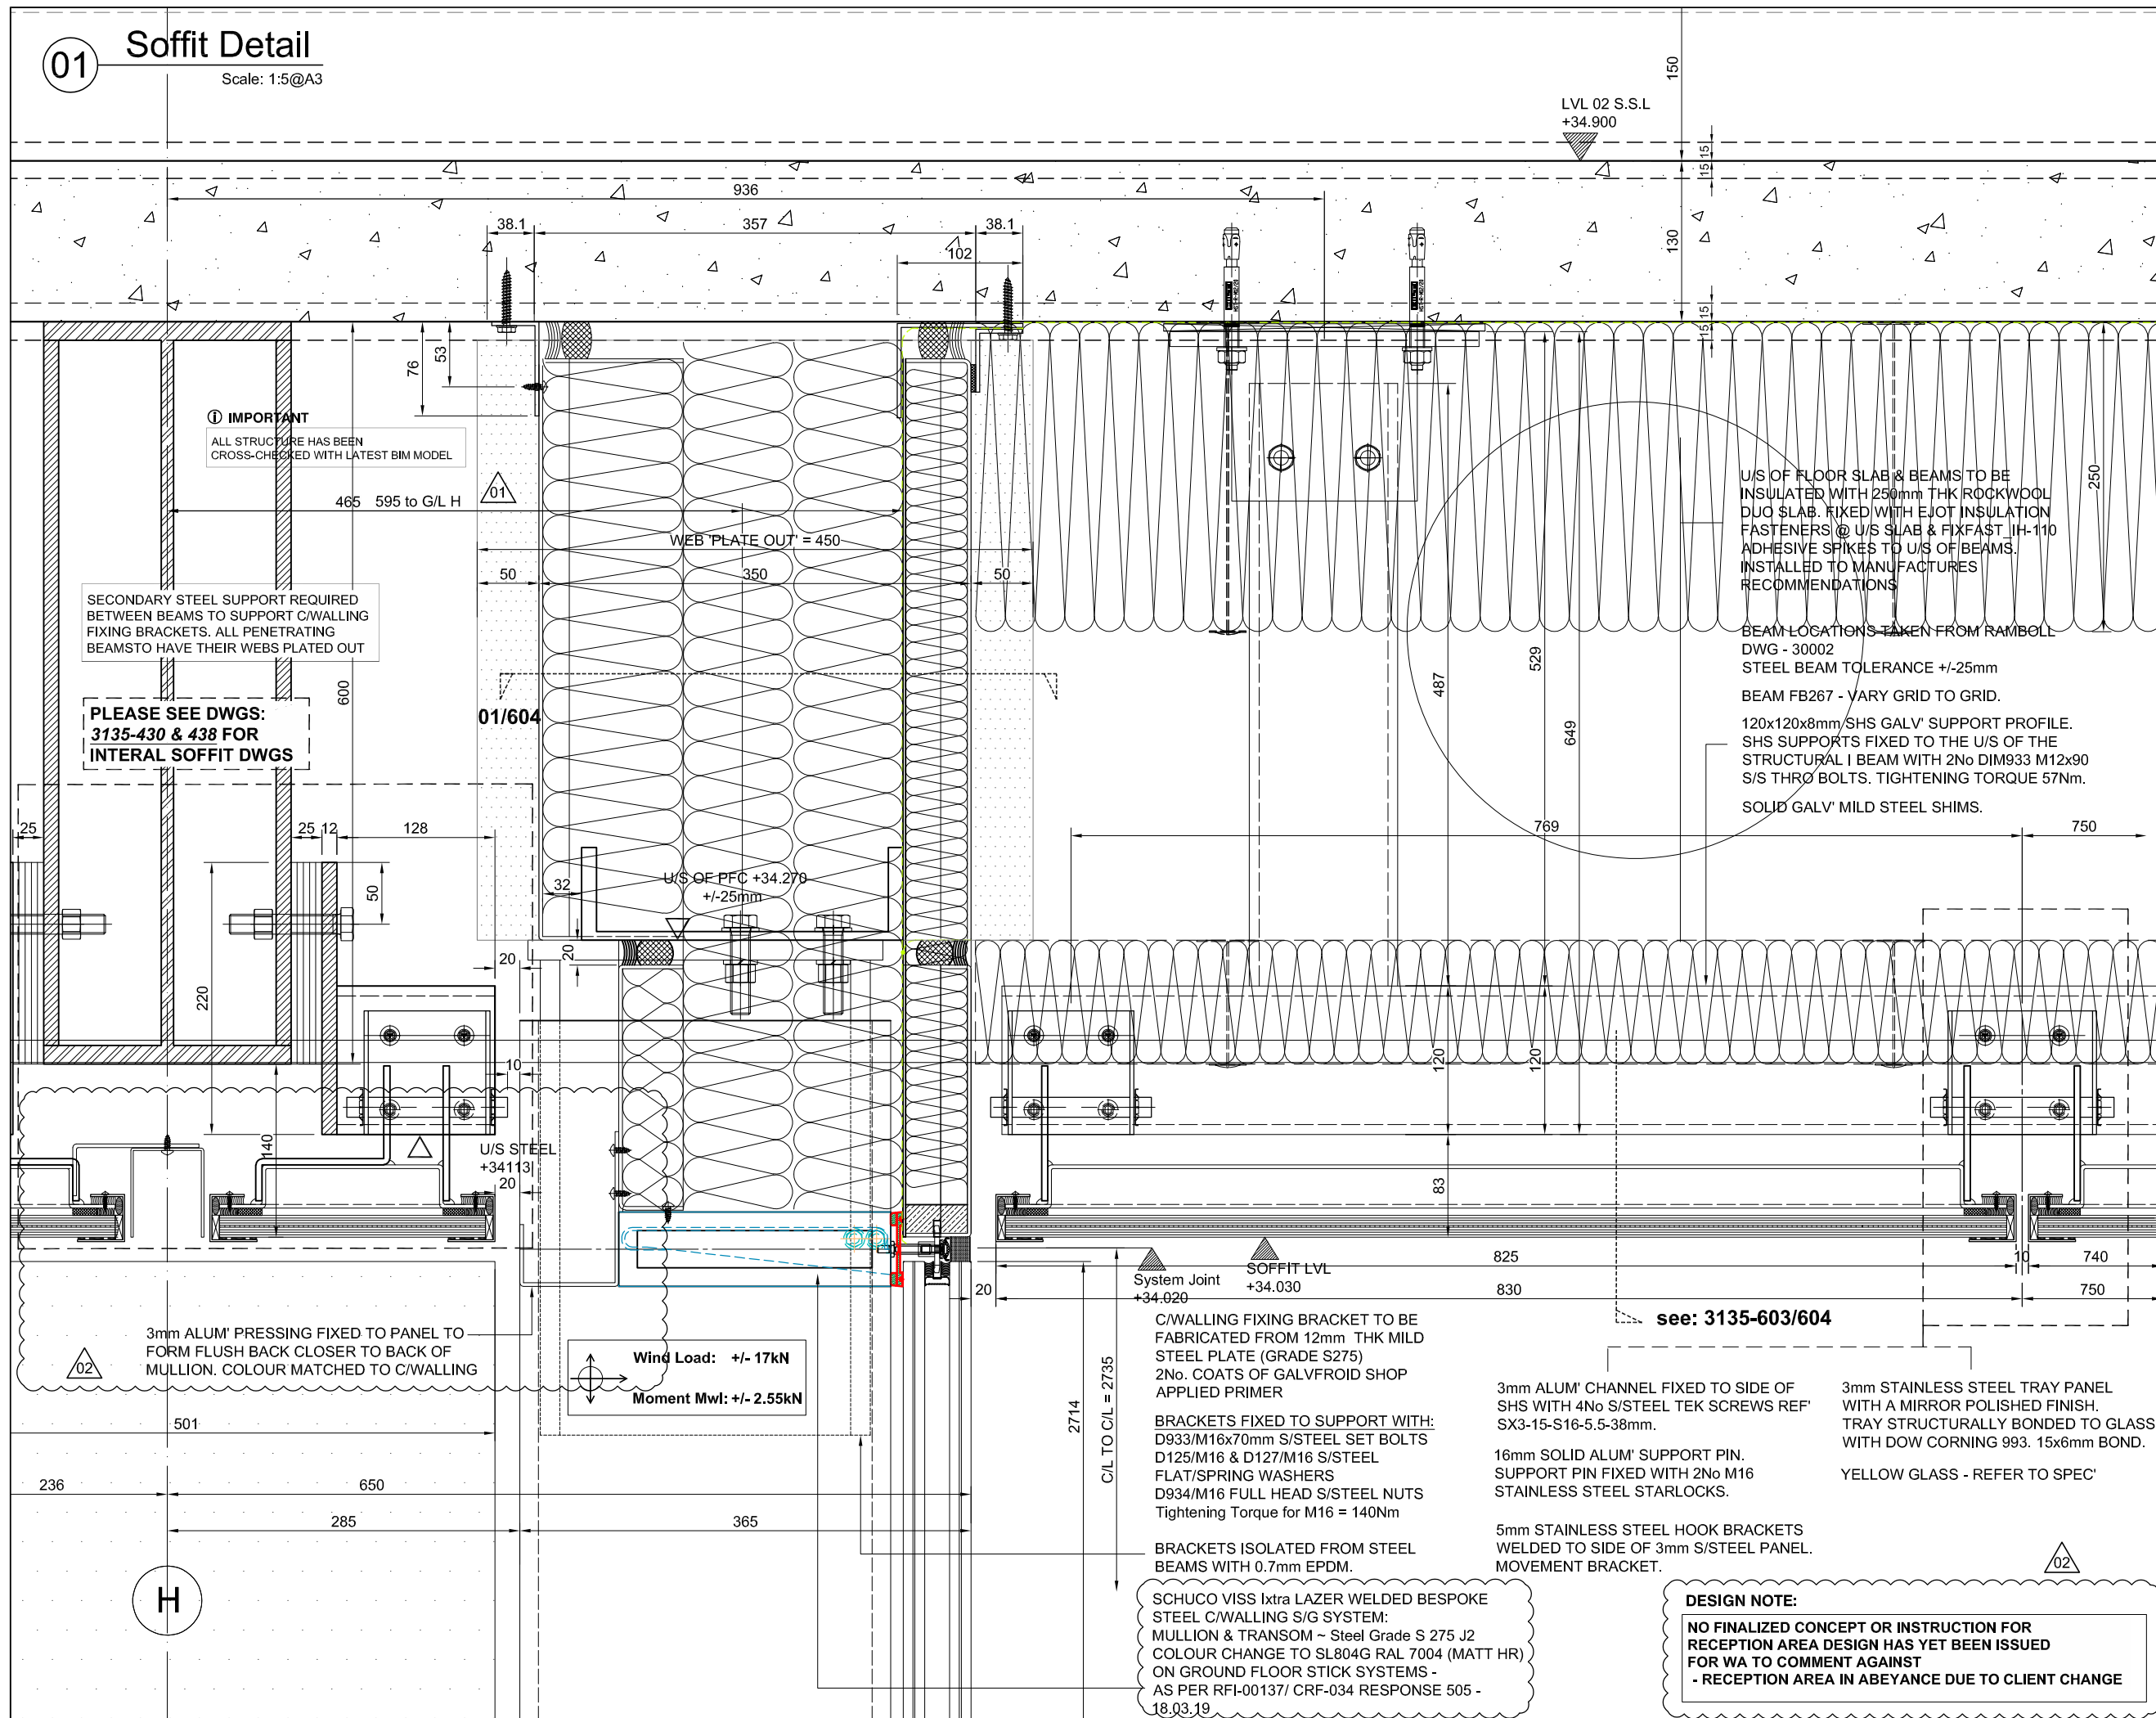 01
Soffit Detail
Scale: 1:5@A3
150
LVL 02 S.S.L
+34.900
15
15
936
38.1
357
38.1
102
130
15
15
76
53
IMPORTANT
ALL STRUCTURE HAS BEEN
CROSS-CHECKED WITH LATEST BIM MODEL
01
465 595 to G/L H
WEB 'PLATE OUT' = 450
50
350
50
250
U/S OF FLOOR SLAB & BEAMS TO BE
INSULATED WITH 250mm THK ROCKWOOL
DUO SLAB. FIXED WITH EJOT INSULATION
FASTENERS @ U/S SLAB & FIXFAST_IH-110
ADHESIVE SPIKES TO U/S OF BEAMS.
INSTALLED TO MANUFACTURES
RECOMMENDATIONS
BEAM LOCATIONS TAKEN FROM RAMBOLL
DWG - 30002
STEEL BEAM TOLERANCE +/-25mm
BEAM FB267 - VARY GRID TO GRID.
120x120x8mm SHS GALV' SUPPORT PROFILE.
SHS SUPPORTS FIXED TO THE U/S OF THE
STRUCTURAL I BEAM WITH 2No DIM933 M12x90
S/S THRO BOLTS. TIGHTENING TORQUE 57Nm.
SOLID GALV' MILD STEEL SHIMS.
SECONDARY STEEL SUPPORT REQUIRED
BETWEEN BEAMS TO SUPPORT C/WALLING
FIXING BRACKETS. ALL PENETRATING
BEAMSTO HAVE THEIR WEBS PLATED OUT
600
PLEASE SEE DWGS:
3135-430 & 438 FOR
INTERAL SOFFIT DWGS
01/604
487
529
649
25
25
12
128
769
750
50
32
U/S OF PFC +34.270
+/-25mm
20
20
220
10
120
120
140
U/S STEEL
+34113
20
83
System Joint
+34.020
SOFFIT LVL
+34.030
825
10
740
20
830
750
see: 3135-603/604
3mm ALUM' PRESSING FIXED TO PANEL TO
FORM FLUSH BACK CLOSER TO BACK OF
MULLION. COLOUR MATCHED TO C/WALLING
02
Wind Load: +/- 17kN
Moment Mwl: +/- 2.55kN
501
236
650
285
365
H
2714
C/L TO C/L = 2735
C/WALLING FIXING BRACKET TO BE
FABRICATED FROM 12mm THK MILD
STEEL PLATE (GRADE S275)
2No. COATS OF GALVFROID SHOP
APPLIED PRIMER
BRACKETS FIXED TO SUPPORT WITH:
D933/M16x70mm S/STEEL SET BOLTS
D125/M16 & D127/M16 S/STEEL
FLAT/SPRING WASHERS
D934/M16 FULL HEAD S/STEEL NUTS
Tightening Torque for M16 = 140Nm
BRACKETS ISOLATED FROM STEEL
BEAMS WITH 0.7mm EPDM.
SCHUCO VISS Ixtra LAZER WELDED BESPOKE
STEEL C/WALLING S/G SYSTEM:
MULLION & TRANSOM ~ Steel Grade S 275 J2
COLOUR CHANGE TO SL804G RAL 7004 (MATT HR)
ON GROUND FLOOR STICK SYSTEMS -
AS PER RFI-00137/ CRF-034 RESPONSE 505 -
18.03.19
3mm ALUM' CHANNEL FIXED TO SIDE OF
SHS WITH 4No S/STEEL TEK SCREWS REF'
SX3-15-S16-5.5-38mm.
16mm SOLID ALUM' SUPPORT PIN.
SUPPORT PIN FIXED WITH 2No M16
STAINLESS STEEL STARLOCKS.
5mm STAINLESS STEEL HOOK BRACKETS
WELDED TO SIDE OF 3mm S/STEEL PANEL.
MOVEMENT BRACKET.
3mm STAINLESS STEEL TRAY PANEL
WITH A MIRROR POLISHED FINISH.
TRAY STRUCTURALLY BONDED TO GLASS
WITH DOW CORNING 993. 15x6mm BOND.
YELLOW GLASS - REFER TO SPEC'
02
DESIGN NOTE:
NO FINALIZED CONCEPT OR INSTRUCTION FOR
RECEPTION AREA DESIGN HAS YET BEEN ISSUED
FOR WA TO COMMENT AGAINST
- RECEPTION AREA IN ABEYANCE DUE TO CLIENT CHANGE